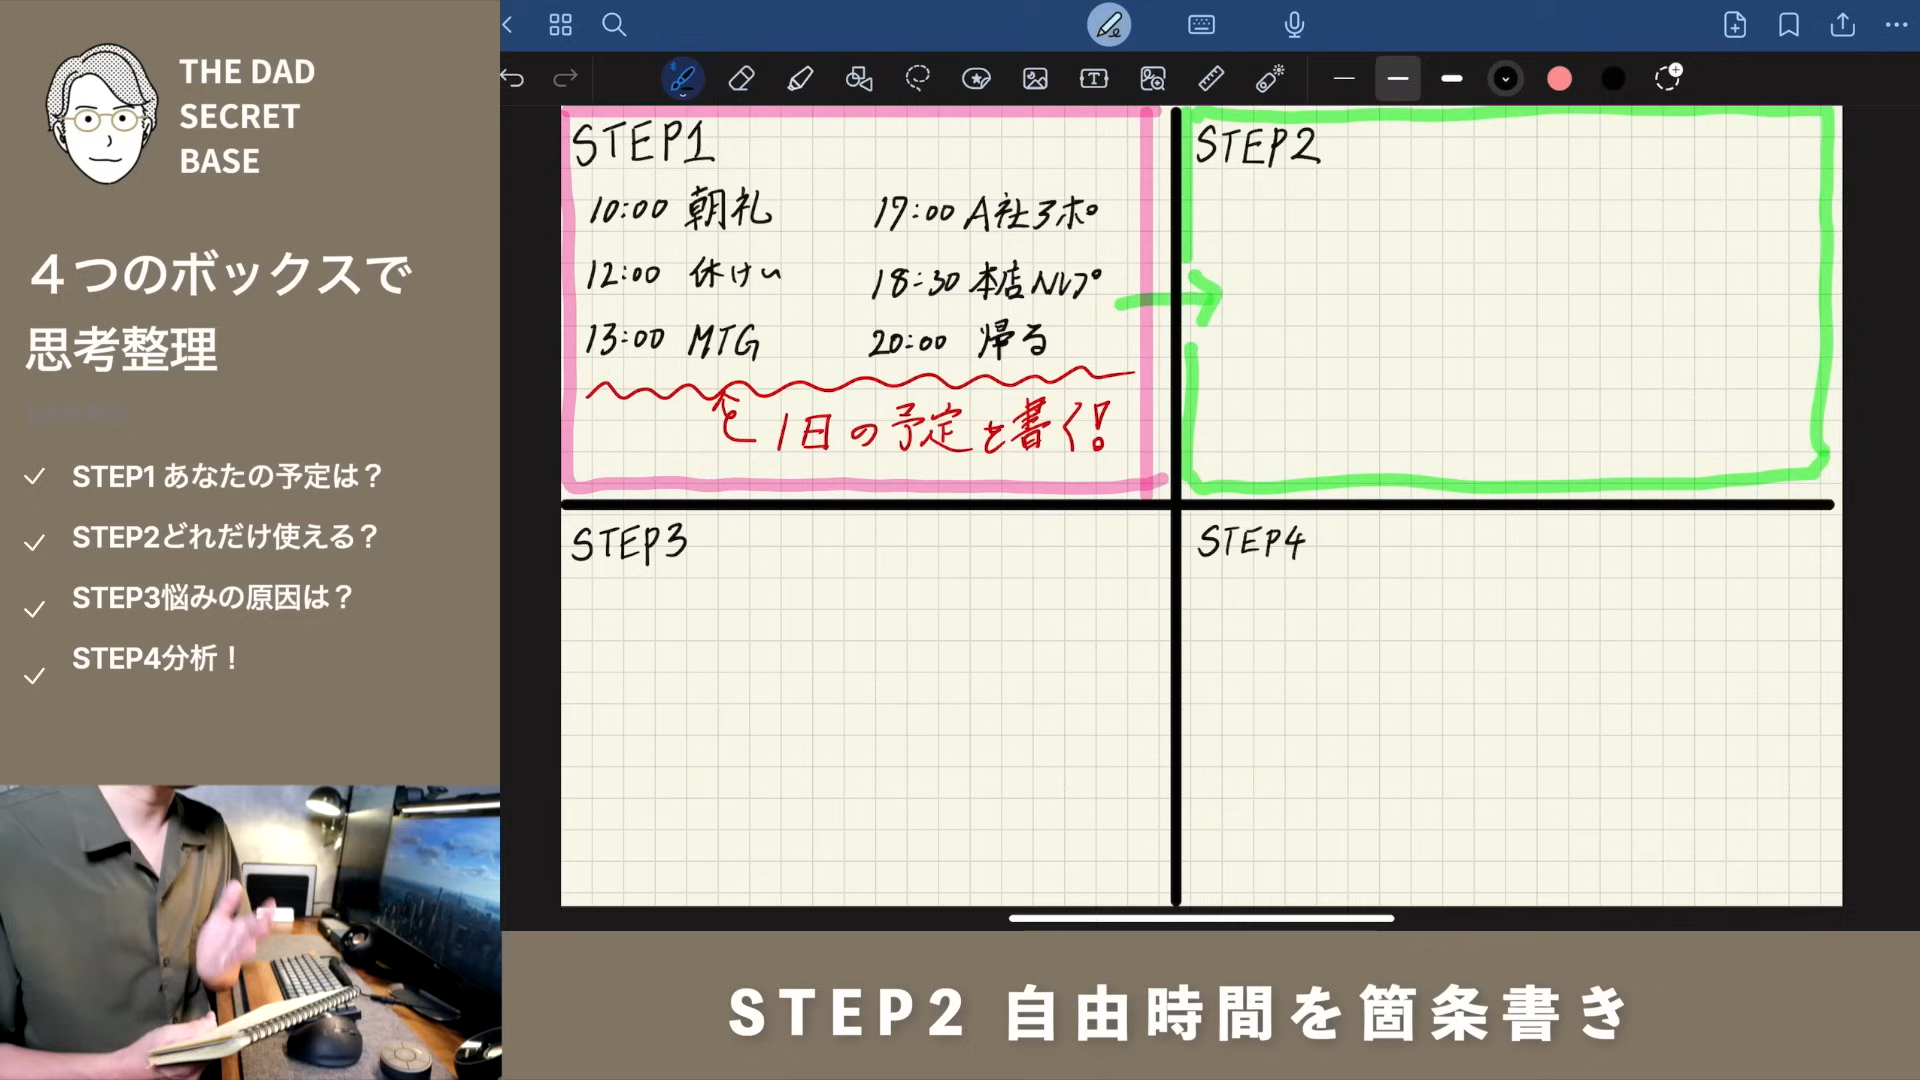 THE DAD
SECRET
BASE
４つのボックスで
思考整理
STEP1 あなたの予定は？
STEP2どれだけ使える？
STEP3悩みの原因は？
STEP4分析！
STEP1
10:00 朝礼
12:00 休けい
13:00 MTG
17:00 A社アポ
18:30 本店ヘルプ
20:00 帰る
1日の予定を書く!
STEP2
STEP3
STEP4
STEP2 自由時間を箇条書き